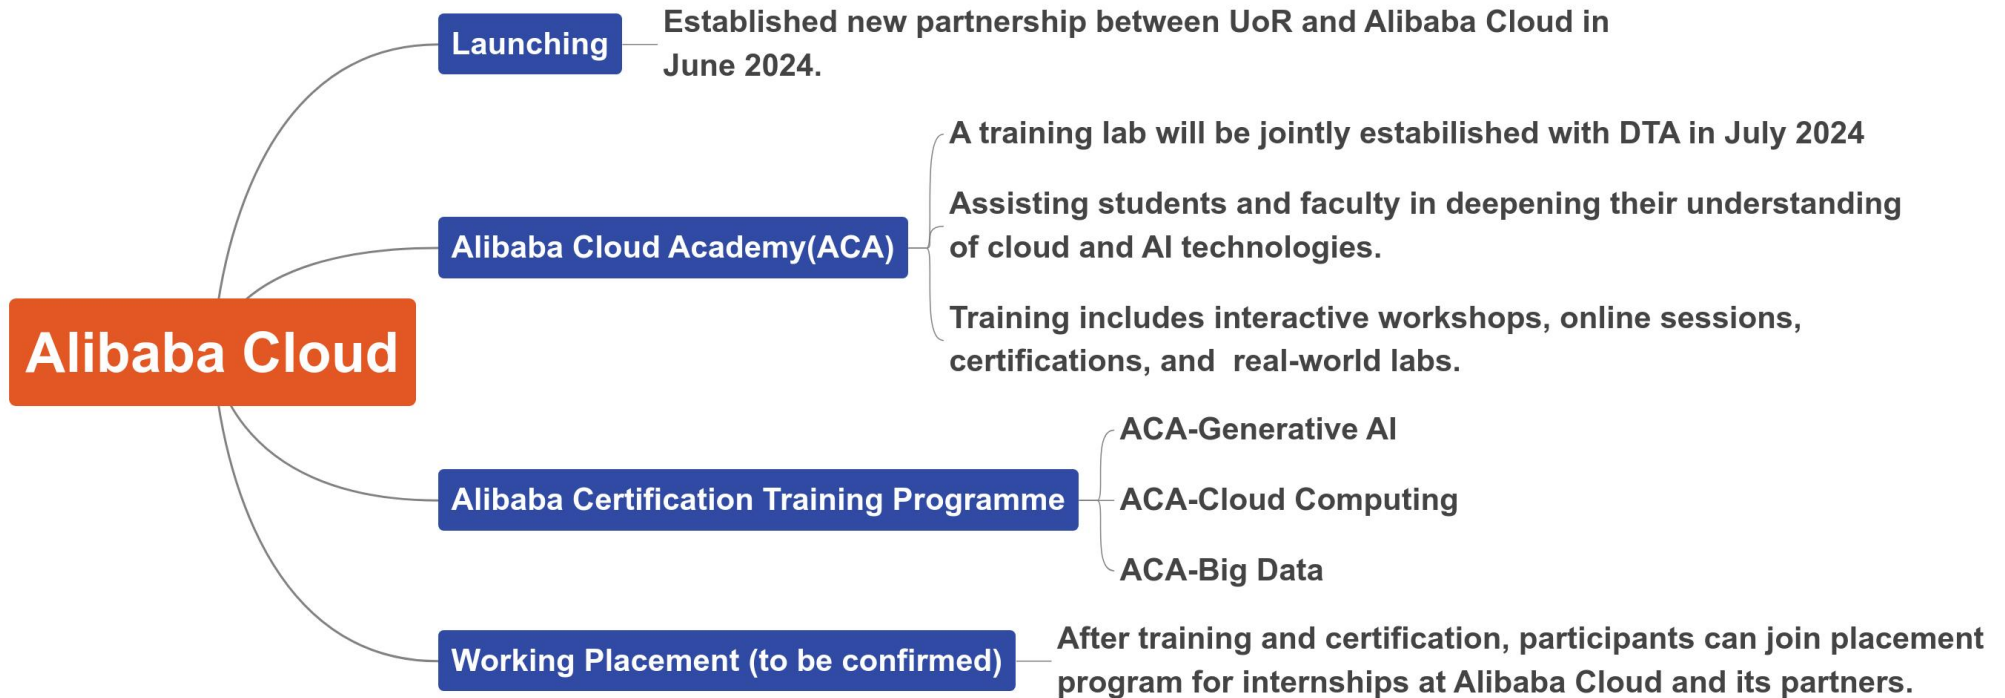 Launching
Established new partnership between UoR and Alibaba Cloud in
June 2024.
Alibaba Cloud Academy(ACA)
A training lab will be jointly estabilished with DTA in July 2024
Assisting students and faculty in deepening their understanding
of cloud and AI technologies.
Training includes interactive workshops, online sessions,
certifications, and  real-world labs.
Alibaba Cloud
Alibaba Certification Training Programme
ACA-Generative AI
ACA-Cloud Computing
ACA-Big Data
Working Placement (to be confirmed)
After training and certification, participants can join placement
program for internships at Alibaba Cloud and its partners.